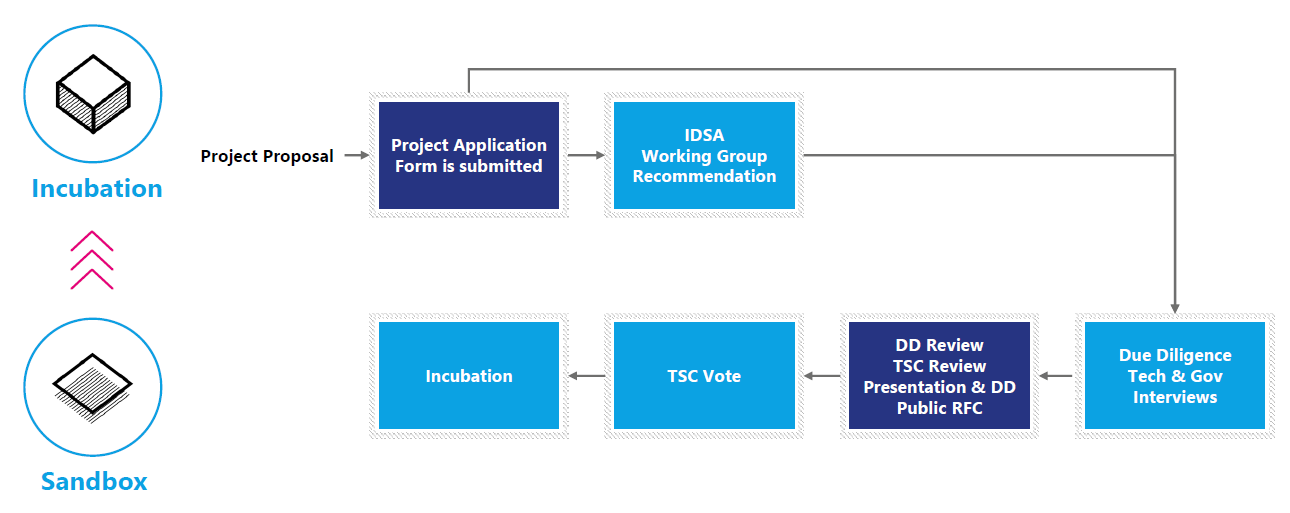 Incubation
Sandbox
Project Proposal
Project Application
Form is submitted
IDSA
Working Group
Recommendation
Incubation
TSC Vote
DD Review
TSC Review
Presentation & DD
Public RFC
Due Diligence
Tech & Gov
Interviews